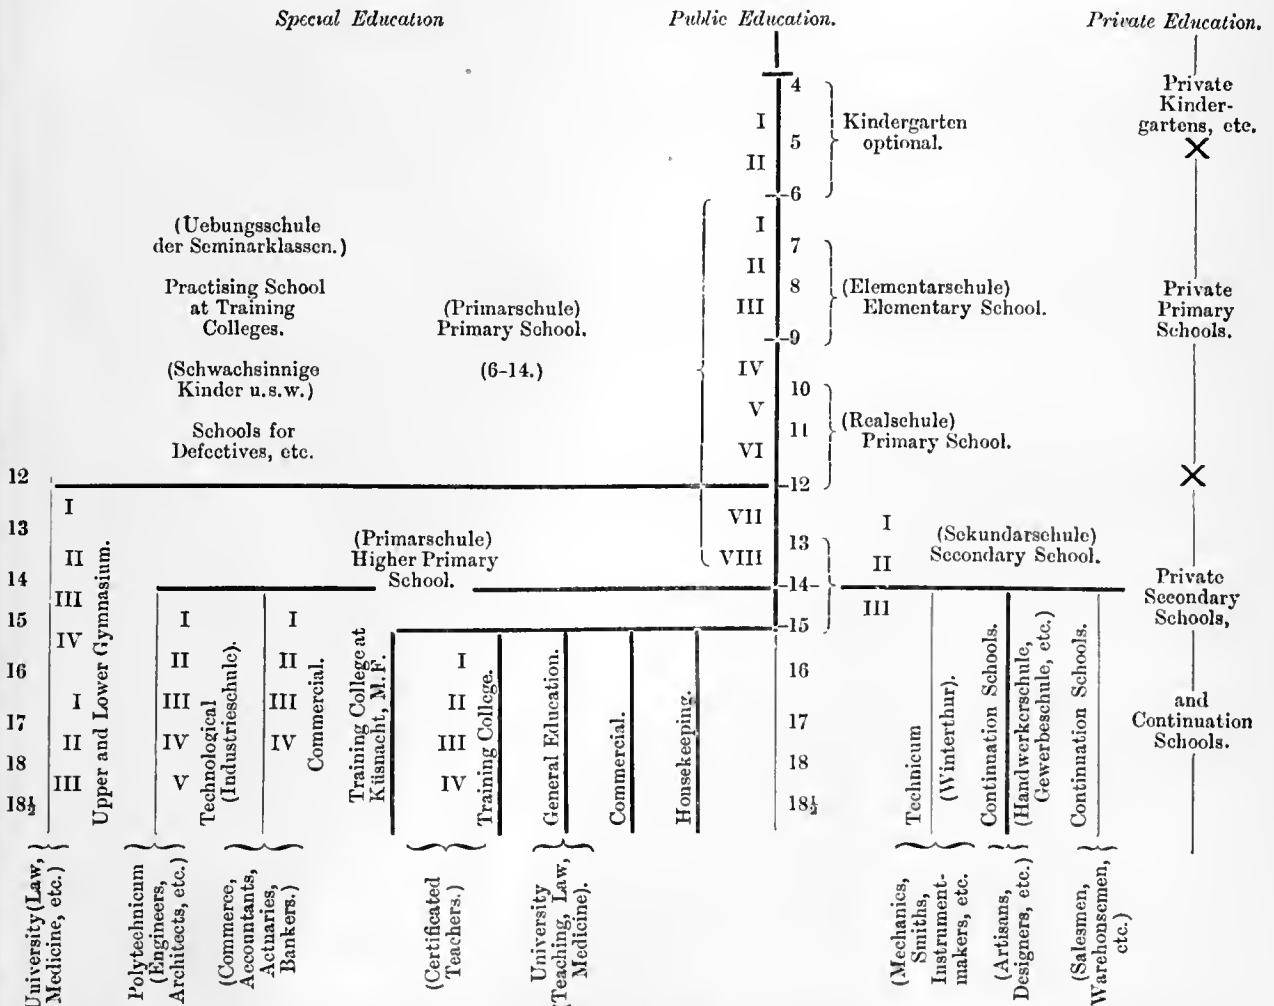 Special Education
Public Education.
Private Education.
4
I
5
II
6
Kindergarten
optional.
Private
Kinder-
gartens, etc.
(Uebungsschule
der Seminarklassen.)
Practising School
at Training
Colleges.
(Schwachsinnige
Kinder u.s.w.)
Schools for
Defectives, etc.
(Primarschule)
Primary School.
(6-14.)
I
7
II
8
III
9
IV
10
V
11
VI
12
(Elementarschule)
Elementary School.
(Realschule)
Primary School.
Private
Primary
Schools.
12
13
14
15
16
17
18
18½
I
II
III
IV
I
II
III
Upper and Lower Gymnasium.
(Primarschule)
Higher Primary
School.
VII
13
VIII
14
15
16
17
18
18½
I
II
III
(Sekundarschule)
Secondary School.
Private
Secondary
Schools,
and
Continuation
Schools.
I
II
III
IV
V
Technological
(Industrieschule).
I
II
III
IV
Commercial.
Training College at
Küsnacht, M.F.
I
II
III
IV
Training College.
General Education.
Commercial.
Housekeeping.
Technicum
(Winterthur).
Continuation Schools.
(Handwerkerschule,
Gewerbeschule, etc.)
Continuation Schools.
University (Law,
Medicine, etc.)
Polytechnicum
(Engineers,
Architects, etc.)
(Commerce,
Accountants,
Actuaries,
Bankers.)
(Certificated
Teachers.)
University
(Teaching, Law,
Medicine).
(Mechanics,
Smiths,
Instrument-
makers, etc.
(Artisans,
Designers, etc.)
(Salesmen,
Warehousemen,
etc.)